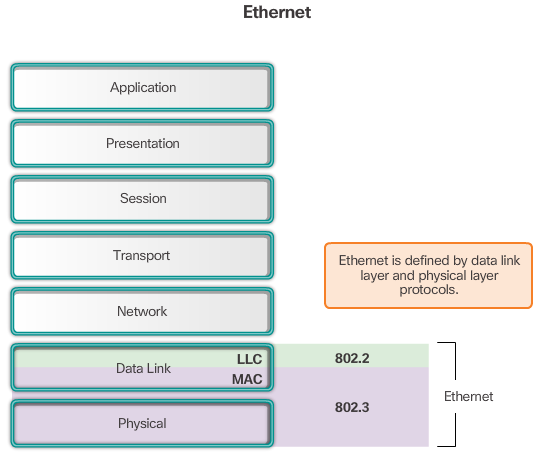 Ethernet
Application
Presentation
Session
Transport
Ethernet is defined by data link
layer and physical layer
protocols.
Network
Data Link
LLC
802.2
MAC
802.3
Ethernet
Physical